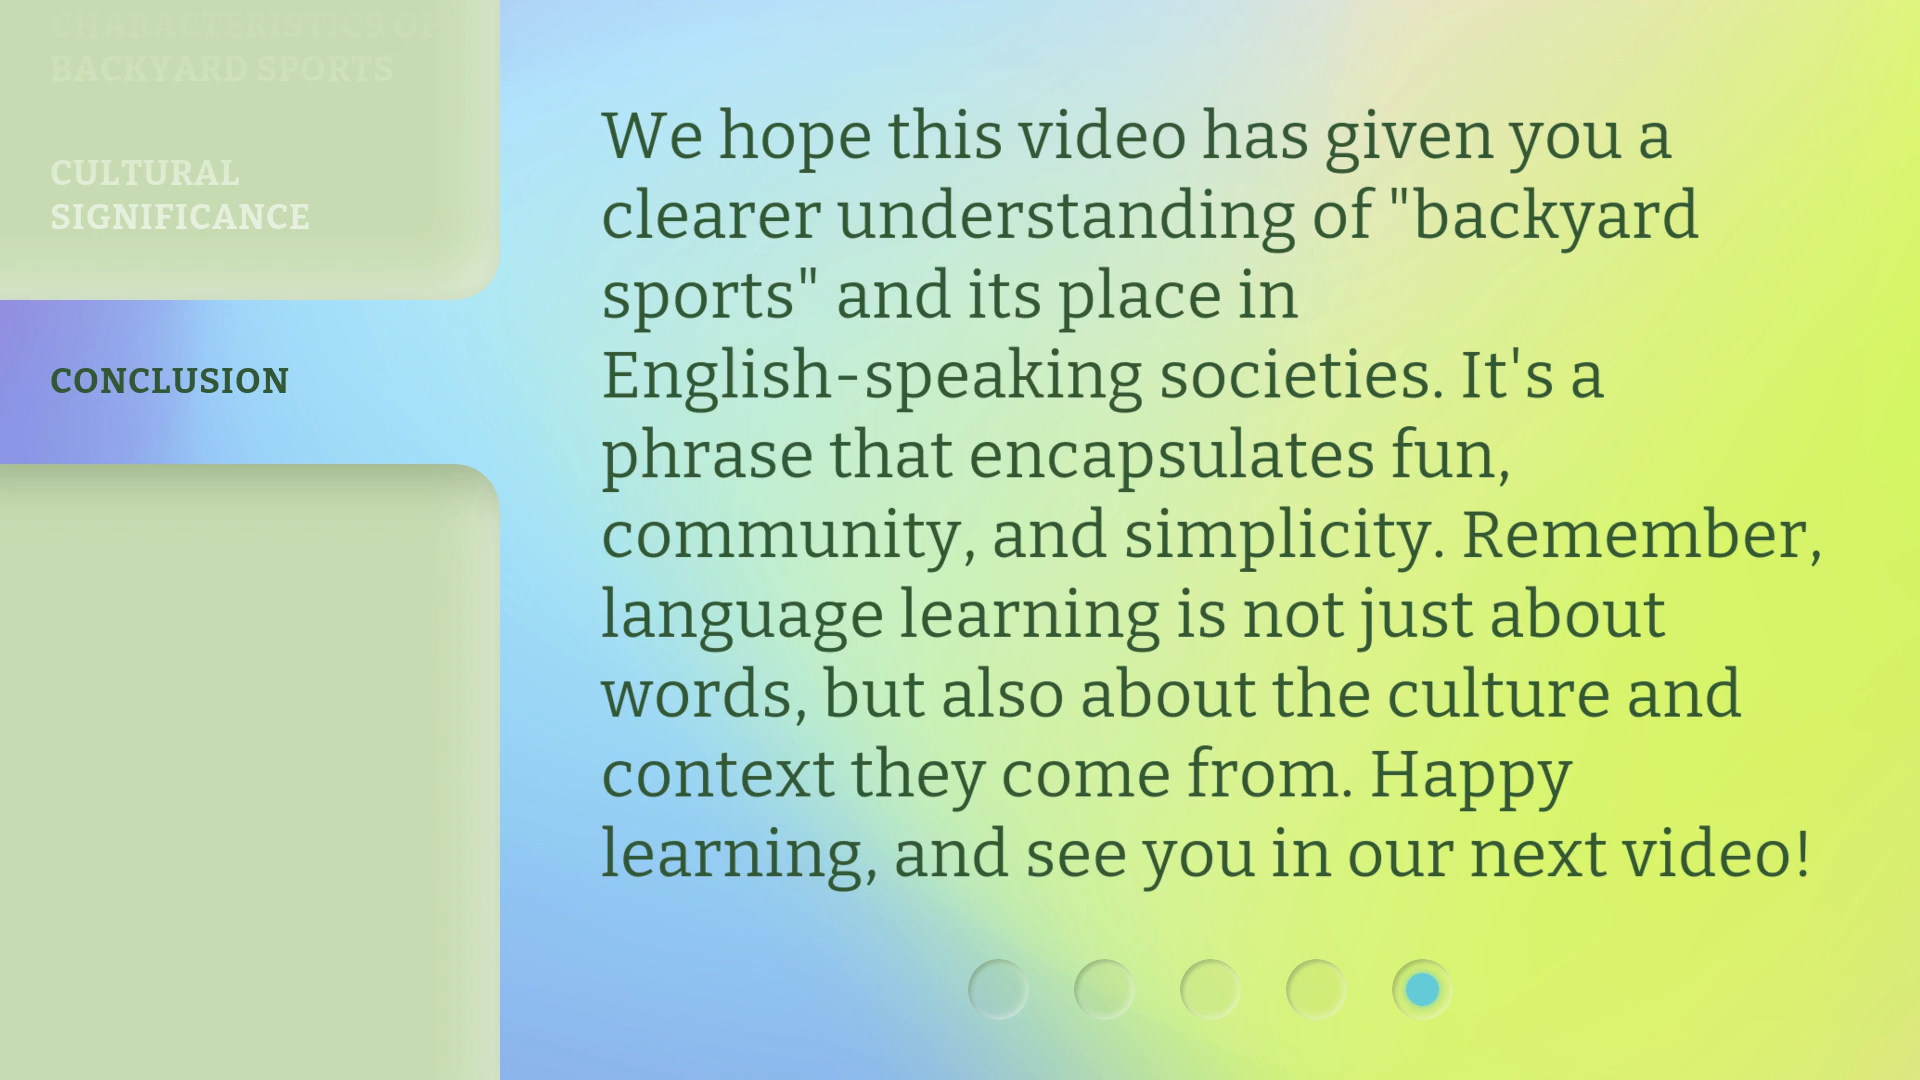 CHARACTERISTICS OF
BACKYARD SPORTS
CULTURAL
SIGNIFICANCE
CONCLUSION
We hope this video has given you a
clearer understanding of "backyard
sports" and its place in
English-speaking societies. It's a
phrase that encapsulates fun,
community, and simplicity. Remember,
language learning is not just about
words, but also about the culture and
context they come from. Happy
learning, and see you in our next video!